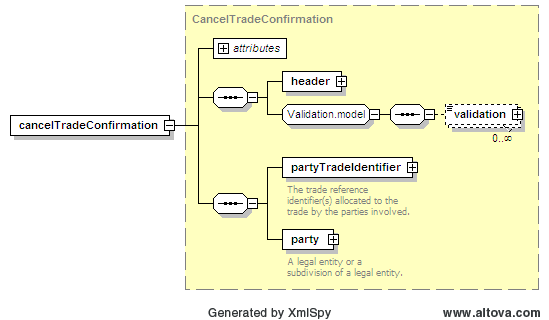 CancelTradeConfirmation
attributes
header
cancelTradeConfirmation
Validation.model
validation
0..∞
partyTradeIdentifier
The trade reference
identifier(s) allocated to the
trade by the parties involved.
party
A legal entity or a
subdivision of a legal entity.
Generated by XmlSpy
www.altova.com